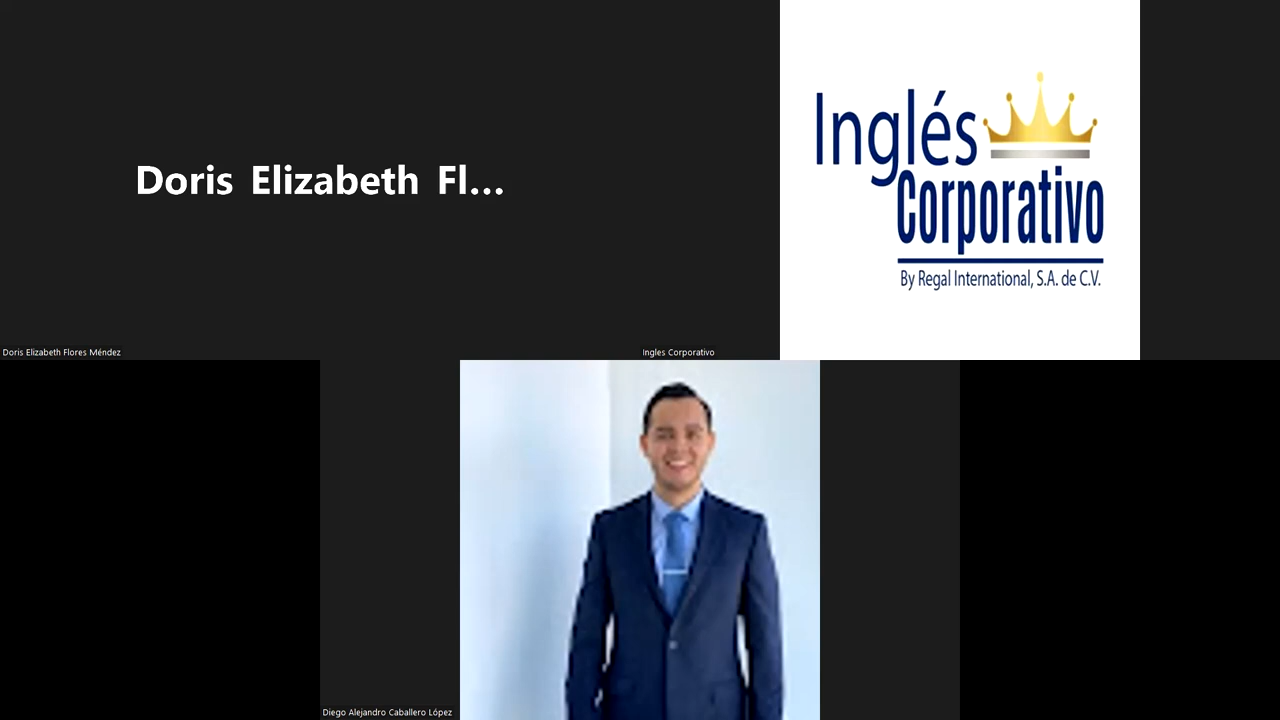 Doris Elizabeth Fl...
Inglés
Corporativo
By Regal International, S.A. de C.V.
Doris Elizabeth Flores Méndez
Ingles Corporativo
Diego Alejandro Caballero López